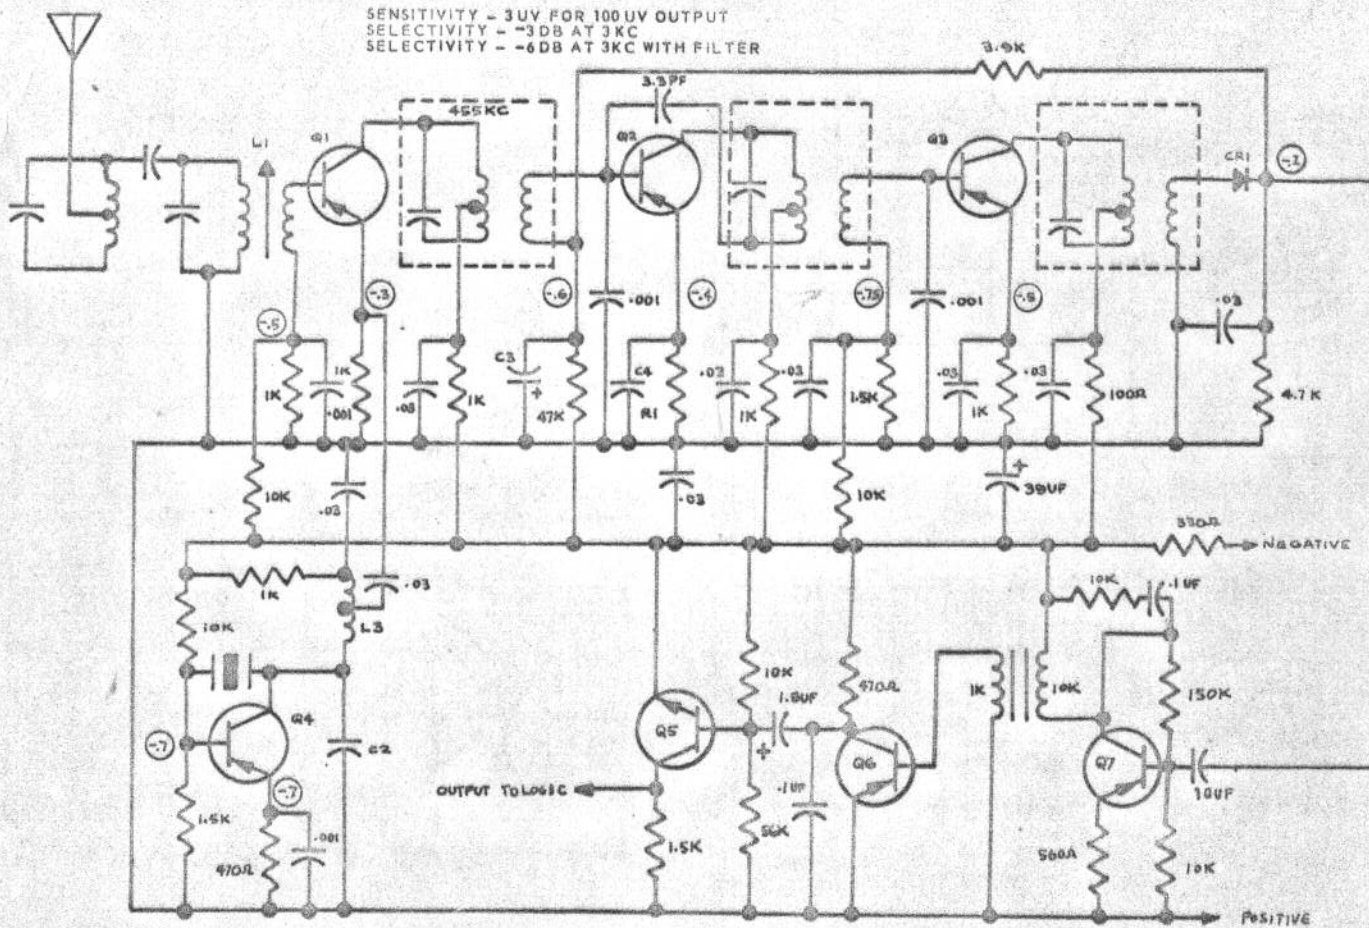 SENSITIVITY - 3UV FOR 100UV OUTPUT
SELECTIVITY - -3DB AT 3KC
SELECTIVITY - -6DB AT 3KC WITH FILTER
3.9K
3.3PF
455KC
L1
Q1
Q2
Q3
CR1
-.2
-.3
-.6
.001
-.4
-.75
.001
-.8
.03
-.5
1K
.001
1K
.03
1K
C3
+
47K
C4
R1
.03
1K
.03
1.5K
.03
1K
.03
100Ω
4.7K
10K
.03
.03
10K
+
39UF
330Ω
NEGATIVE
1K
.03
L3
10K
10K
.1UF
10K
1.8UF
470Ω
1K
10K
150K
Q4
-.7
C2
Q5
+
Q6
Q7
OUTPUT TO LOGIC
.1UF
10UF
-.7
1.5K
470Ω
.001
1.5K
56K
560Ω
10K
POSITIVE